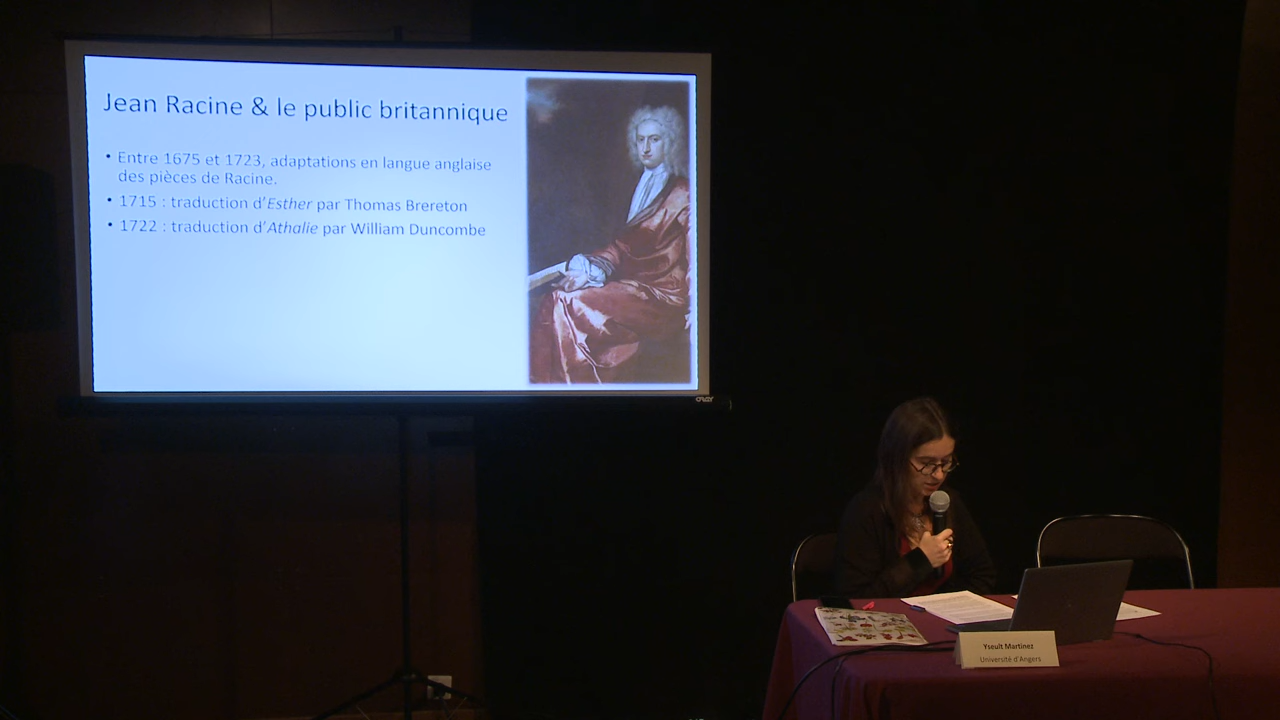 Jean Racine & le public britannique
• Entre 1675 et 1723, adaptations en langue anglaise
des pièces de Racine.
• 1715 : traduction d'Esther par Thomas Brereton
• 1722 : traduction d'Athalie par William Duncombe
oray
Yseult Martinez
Université d'Angers